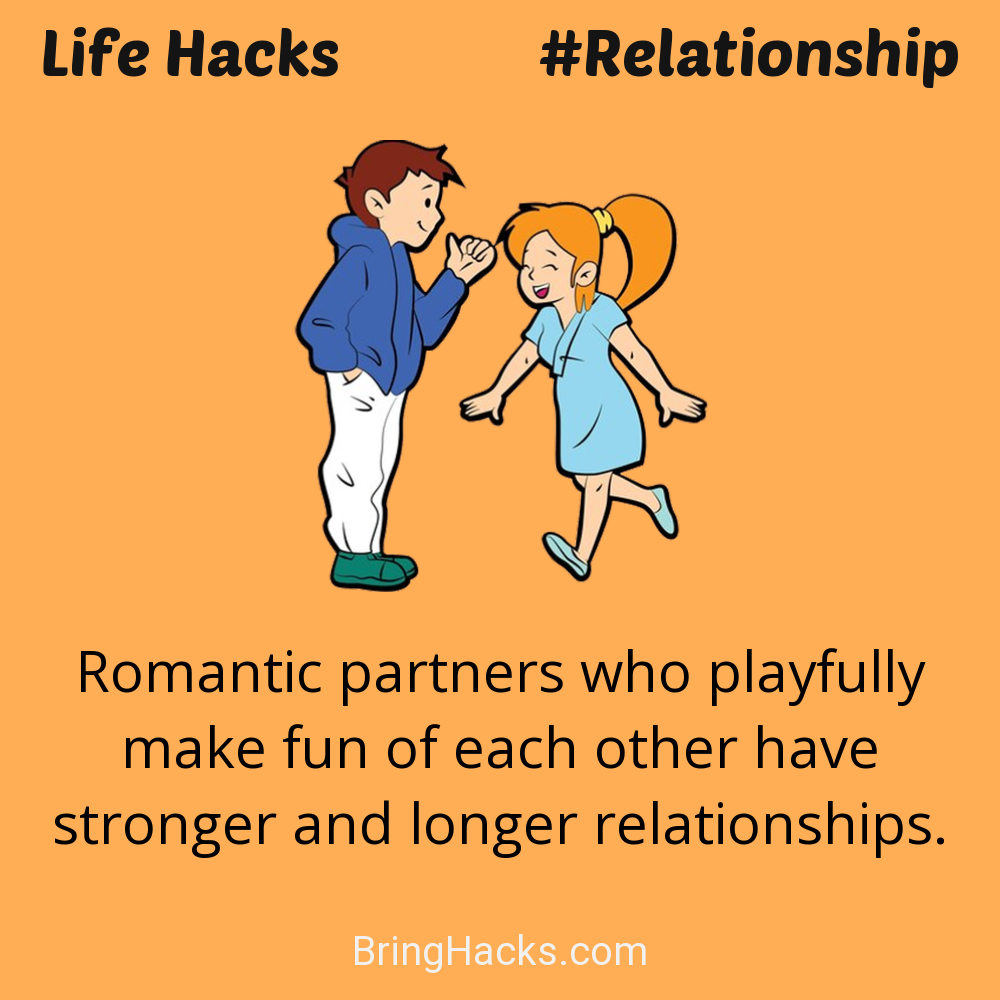 Life Hacks #Relationship
Romantic partners who playfully
make fun of each other have
stronger and longer relationships.
BringHacks.com